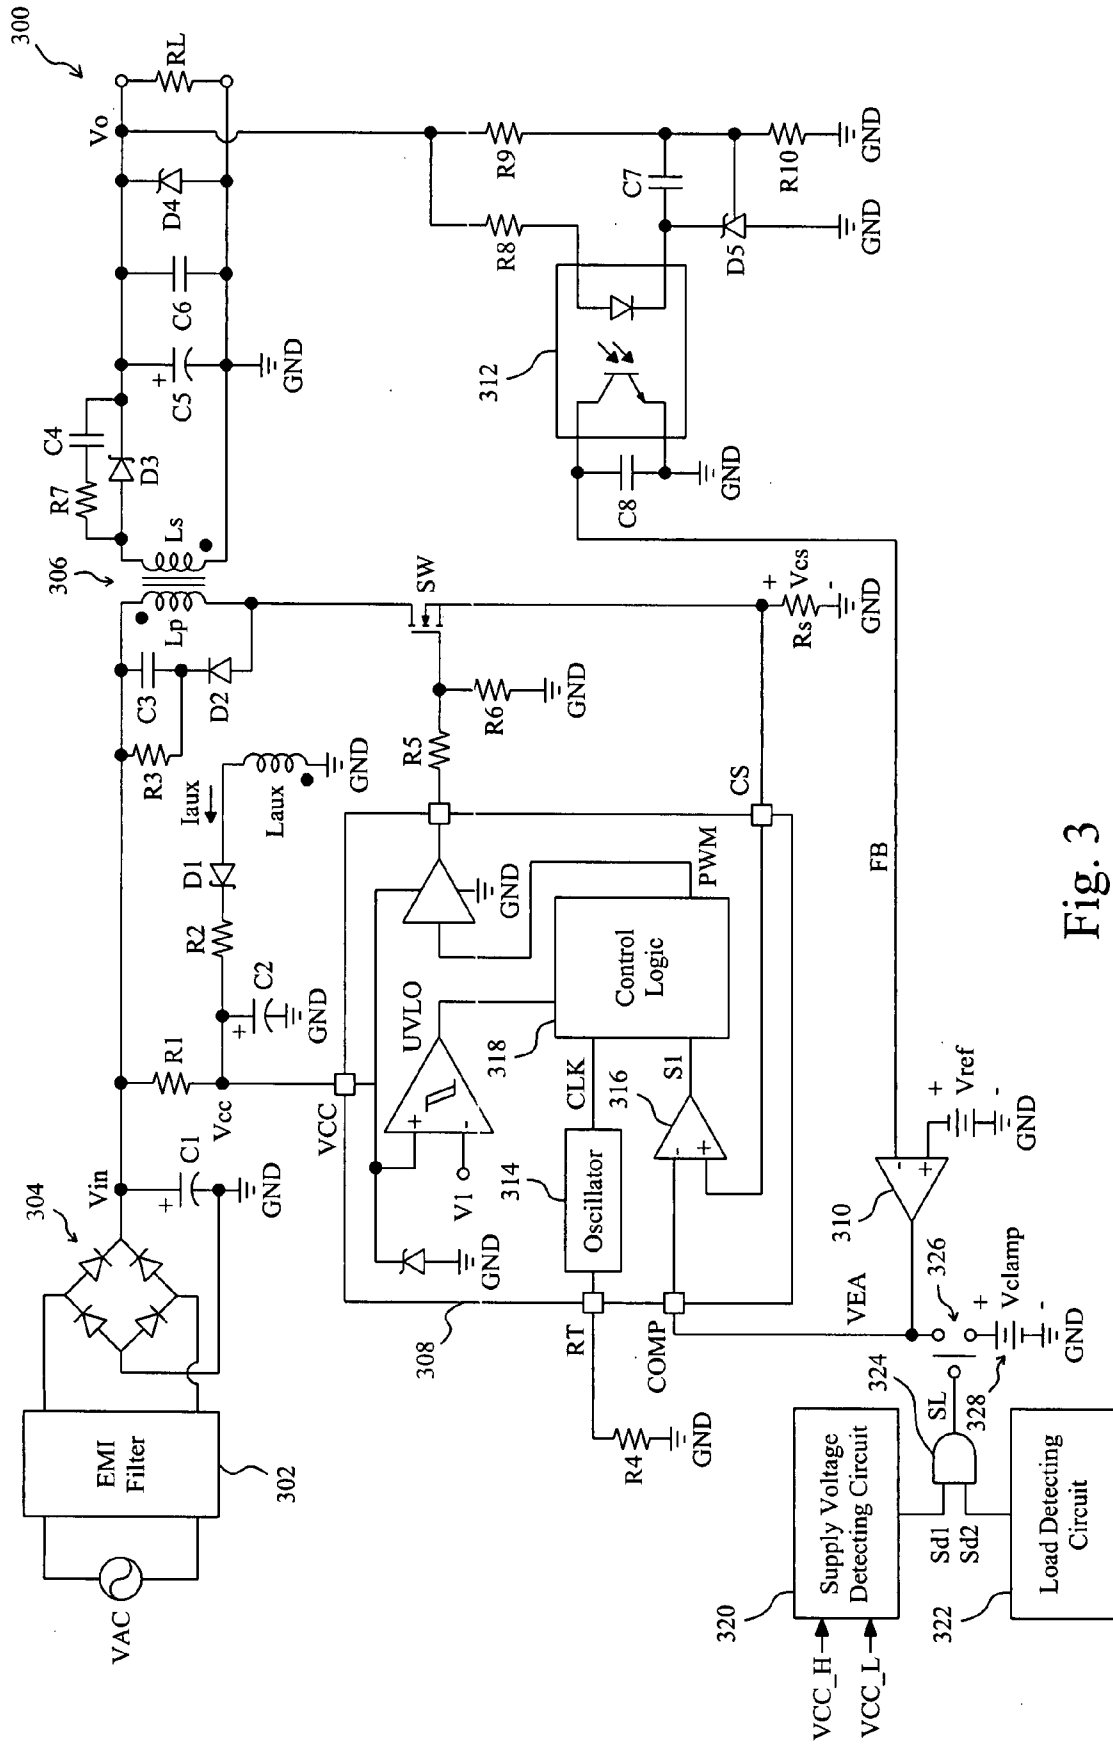 300
306
304
302
VAC
EMI
Filter
Vin
C1
GND
R1
Vcc
C2
GND
R2
D1
Iaux
Laux
GND
R3
C3
D2
Lp
Ls
R7
C4
D3
C5
GND
C6
D4
Vo
RL
308
VCC
GND
V1
UVLO
GND
R5
R6
GND
SW
312
R8
R9
C7
D5
GND
R10
GND
C8
GND
RT
R4
GND
314
Oscillator
CLK
318
Control
Logic
PWM
316
S1
COMP
CS
Rs
Vcs
GND
FB
VEA
310
Vref
GND
320
Supply Voltage
Detecting Circuit
VCC_H
VCC_L
322
Load Detecting
Circuit
Sd1
Sd2
324
SL
326
328
Vclamp
GND
Fig. 3